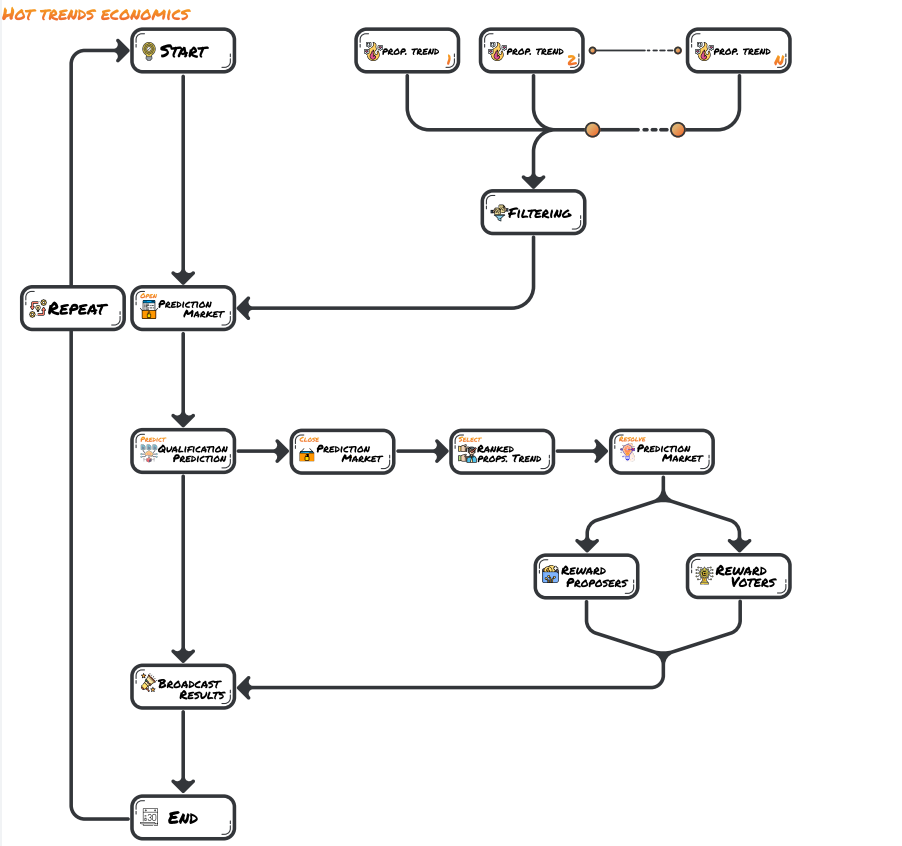 Hot trends economics
Start
Prop. Trend
1
Prop. Trend
2
Prop. Trend
N
Filtering
Repeat
Open
Prediction
Market
Predict
Qualification
Prediction
Close
Prediction
Market
Select
Ranked
Props. Trend
Resolve
Prediction
Market
Reward
Proposers
Reward
Voters
Broadcast
Results
30
End